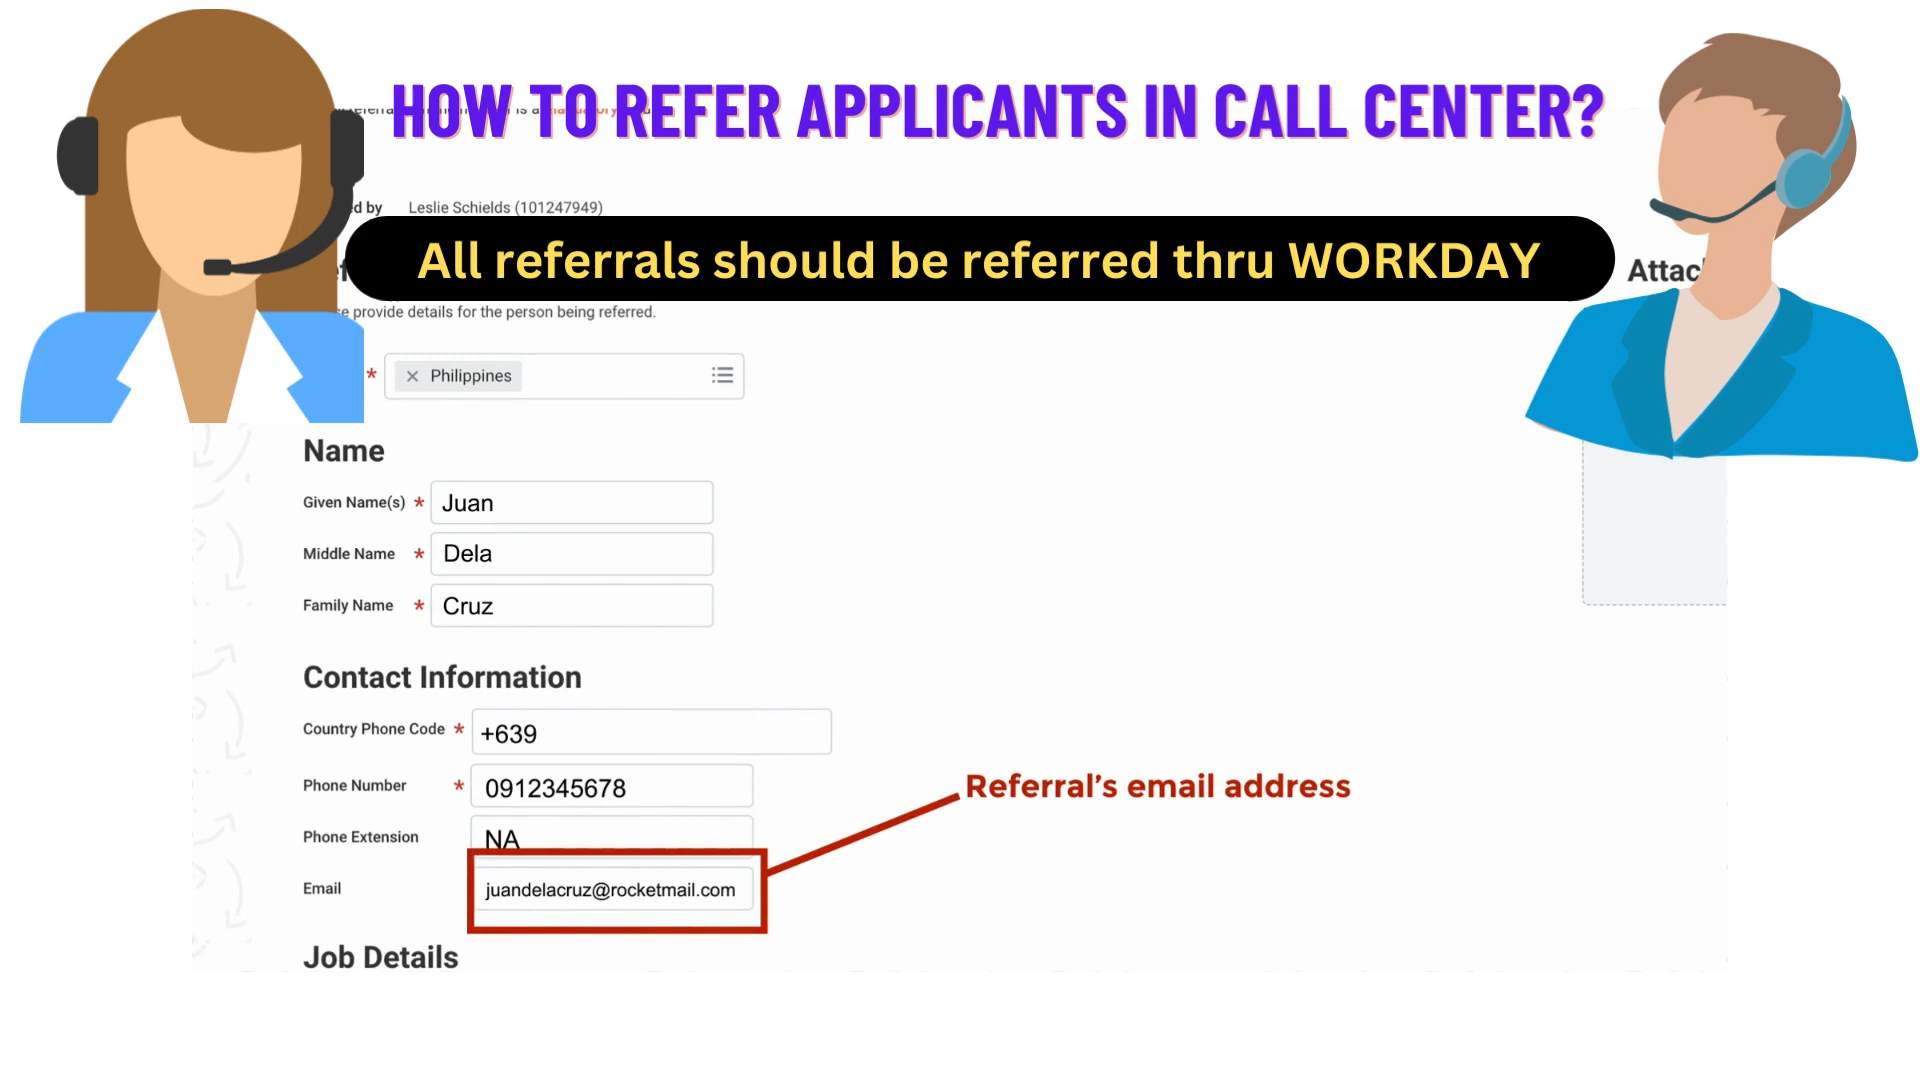 HOW TO REFER APPLICANTS IN CALL CENTER?
is a
d by Leslie Schields (101247949)
All referrals should be referred thru WORKDAY
Attac
se provide details for the person being referred.
* × Philippines
Name
Given Name(s) * Juan
Middle Name * Dela
Family Name * Cruz
Contact Information
Country Phone Code * +639
Phone Number * 0912345678
Referral's email address
Phone Extension NA
Email juandelacruz@rocketmail.com
Job Details